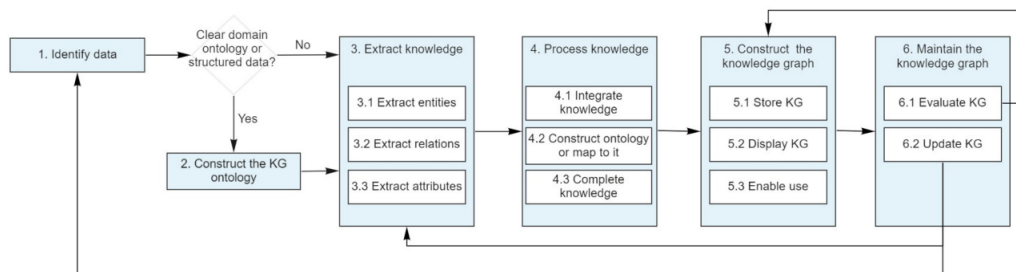 1. Identify data
Clear domain
ontology or
structured data?
No
Yes
2. Construct the KG
ontology
3. Extract knowledge
3.1 Extract entities
3.2 Extract relations
3.3 Extract attributes
4. Process knowledge
4.1 Integrate
knowledge
4.2 Construct ontology
or map to it
4.3 Complete
knowledge
5. Construct the
knowledge graph
5.1 Store KG
5.2 Display KG
5.3 Enable use
6. Maintain the
knowledge graph
6.1 Evaluate KG
6.2 Update KG